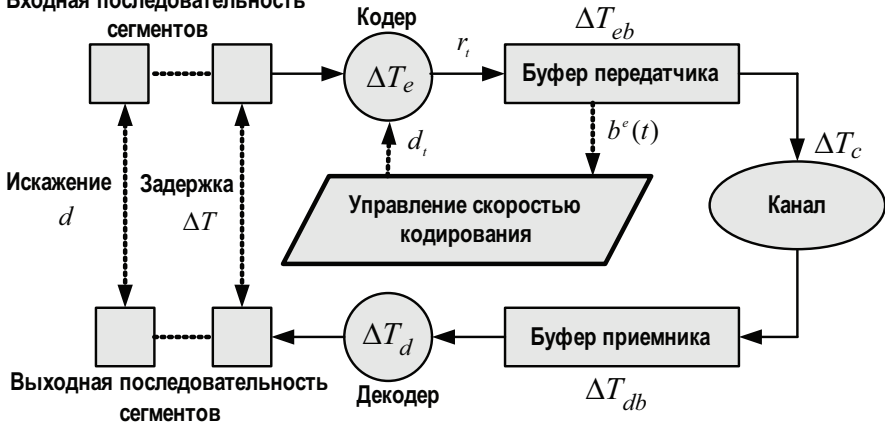 Входная последовательность
сегментов
Кодер
ΔT_e
r_t
ΔT_eb
Буфер передатчика
b^e(t)
d_t
ΔT_c
Искажение
d
Задержка
ΔT
Управление скоростью
кодирования
Канал
ΔT_d
Буфер приемника
Декодер
ΔT_db
Выходная последовательность
сегментов